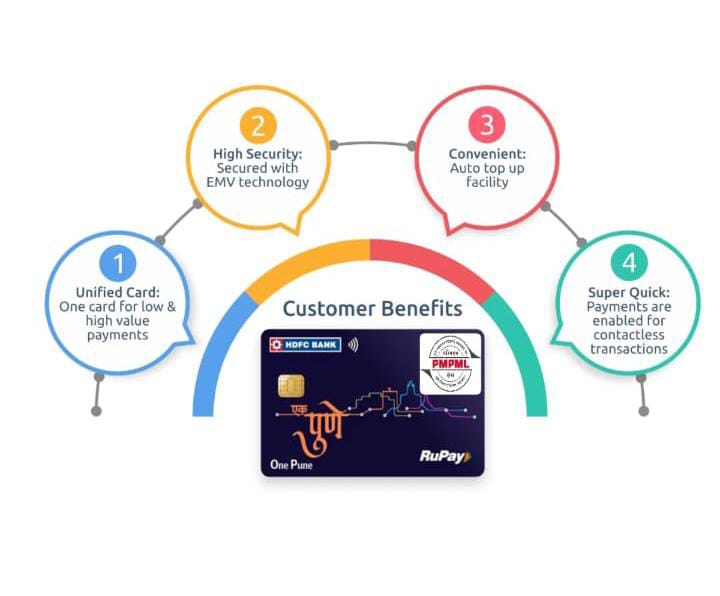 2
High Security:
Secured with
EMV technology
3
Convenient:
Auto top up
facility
1
Unified Card:
One card for low &
high value
payments
4
Super Quick:
Payments are
enabled for
contactless
transactions
Customer Benefits
HDFC BANK
PMPML
एक
पुणे
One Pune
RuPay